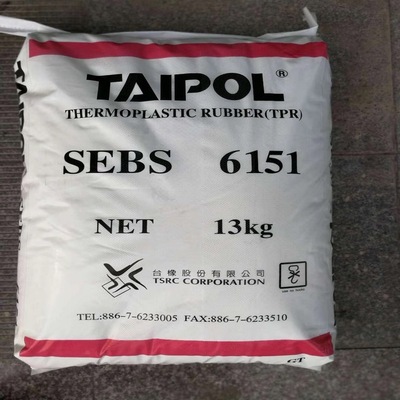 TAIPOL®
THERMOPLASTIC RUBBER(TPR)
SEBS 6151
NET 13kg
台橡股份有限公司
TSRC CORPORATION
TEL:886-7-6233005 FAX:886-7-6233510
GT